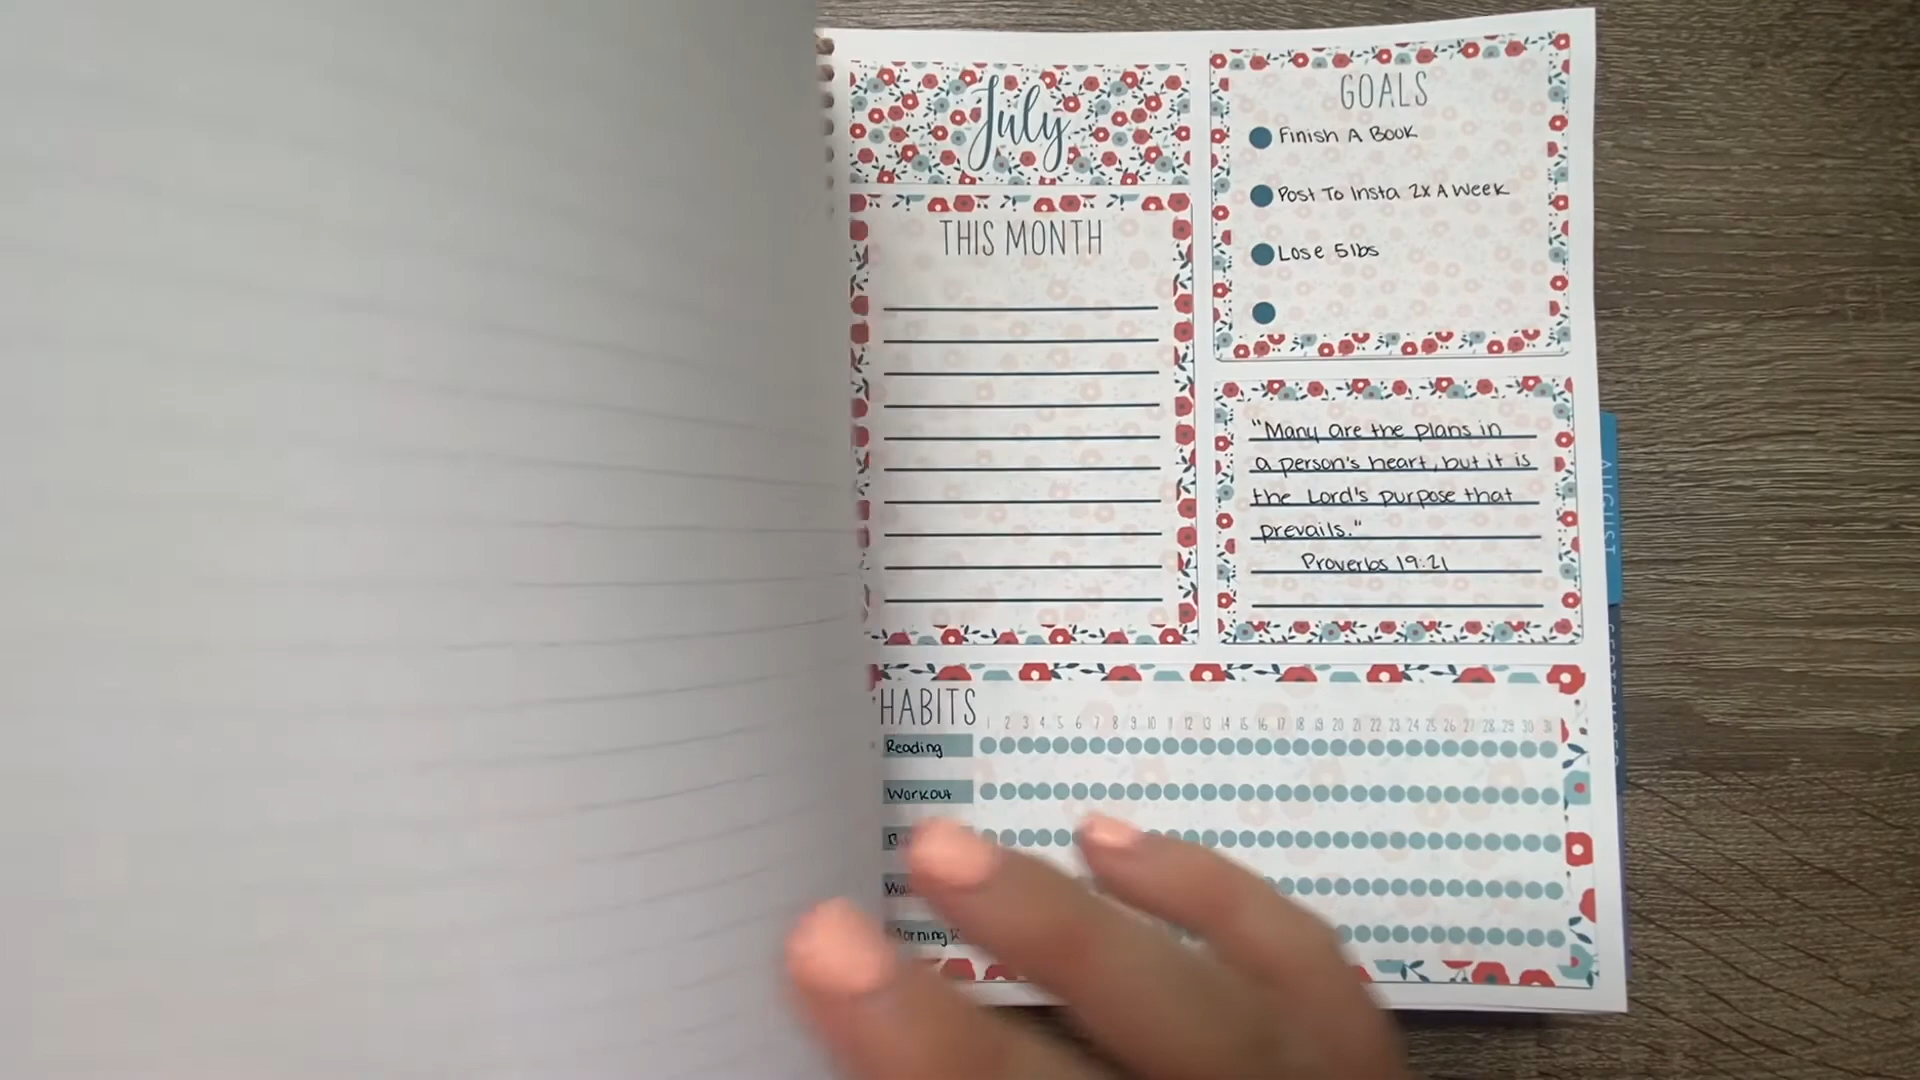 July
THIS MONTH
GOALS
Finish A Book
Post To Insta 2x A Week
Lose 5lbs
"Many are the plans in
a person's heart, but it is
the Lord's purpose that
prevails."
Proverbs 19:21
HABITS
1 2 3 4 5 6 7 8 9 10 11 12 13 14 15 16 17 18 19 20 21 22 23 24 25 26 27 28 29 30 31
Reading
Workout
Morning
AUGUST
SEPTEMBER